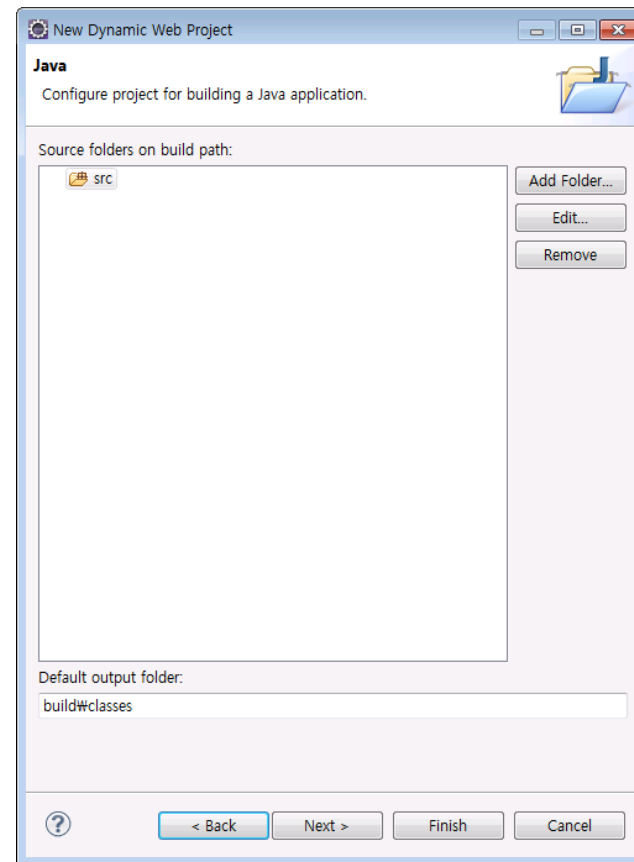 New Dynamic Web Project
Java
Configure project for building a Java application.
Source folders on build path:
src
Add Folder...
Edit...
Remove
Default output folder:
build₩classes
?
< Back
Next >
Finish
Cancel